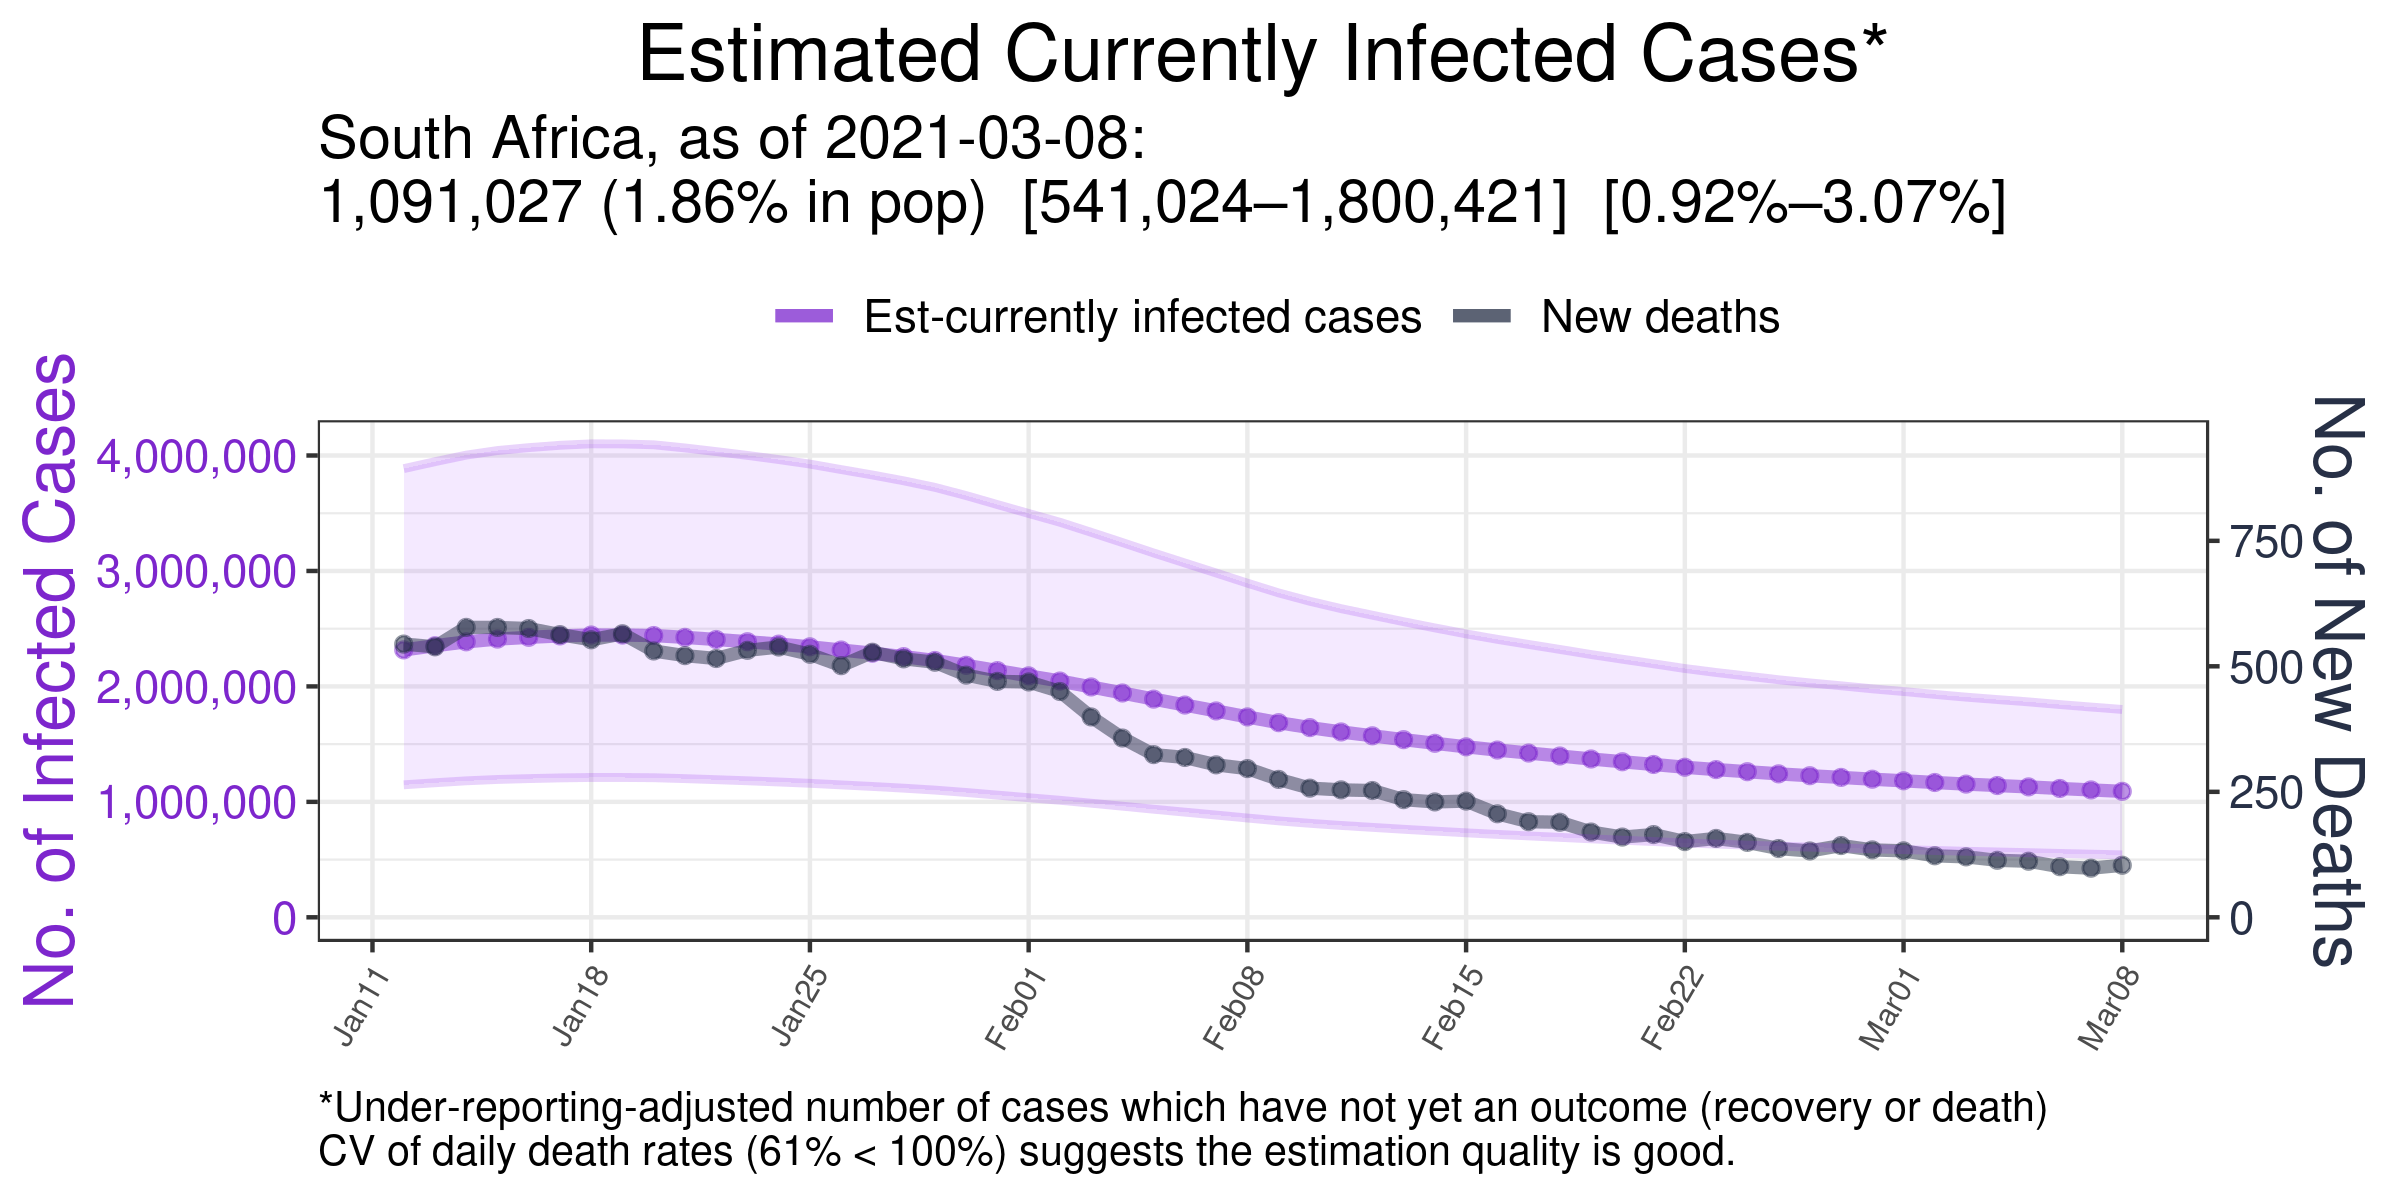 Estimated Currently Infected Cases*
South Africa, as of 2021-03-08:
1,091,027 (1.86% in pop)  [541,024–1,800,421]  [0.92%–3.07%]
Est-currently infected cases
New deaths
No. of Infected Cases
4,000,000
3,000,000
2,000,000
1,000,000
0
No. of New Deaths
750
500
250
0
Jan11
Jan18
Jan25
Feb01
Feb08
Feb15
Feb22
Mar01
Mar08
*Under-reporting-adjusted number of cases which have not yet an outcome (recovery or death)
CV of daily death rates (61% < 100%) suggests the estimation quality is good.